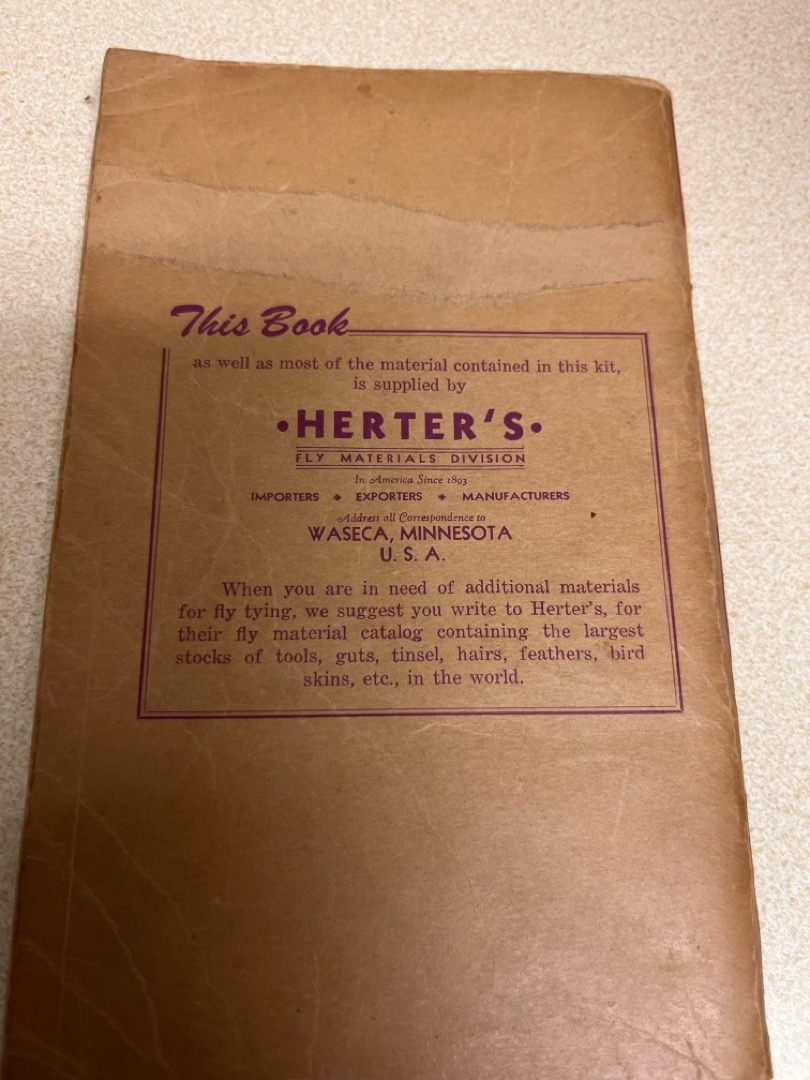 This Book
as well as most of the material contained in this kit,
is supplied by
•HERTER'S•
FLY MATERIALS DIVISION
In America Since 1893
IMPORTERS ◆ EXPORTERS ◆ MANUFACTURERS
Address all Correspondence to
WASECA, MINNESOTA
U. S. A.
When you are in need of additional materials
for fly tying, we suggest you write to Herter's, for
their fly material catalog containing the largest
stocks of tools, guts, tinsel, hairs, feathers, bird
skins, etc., in the world.